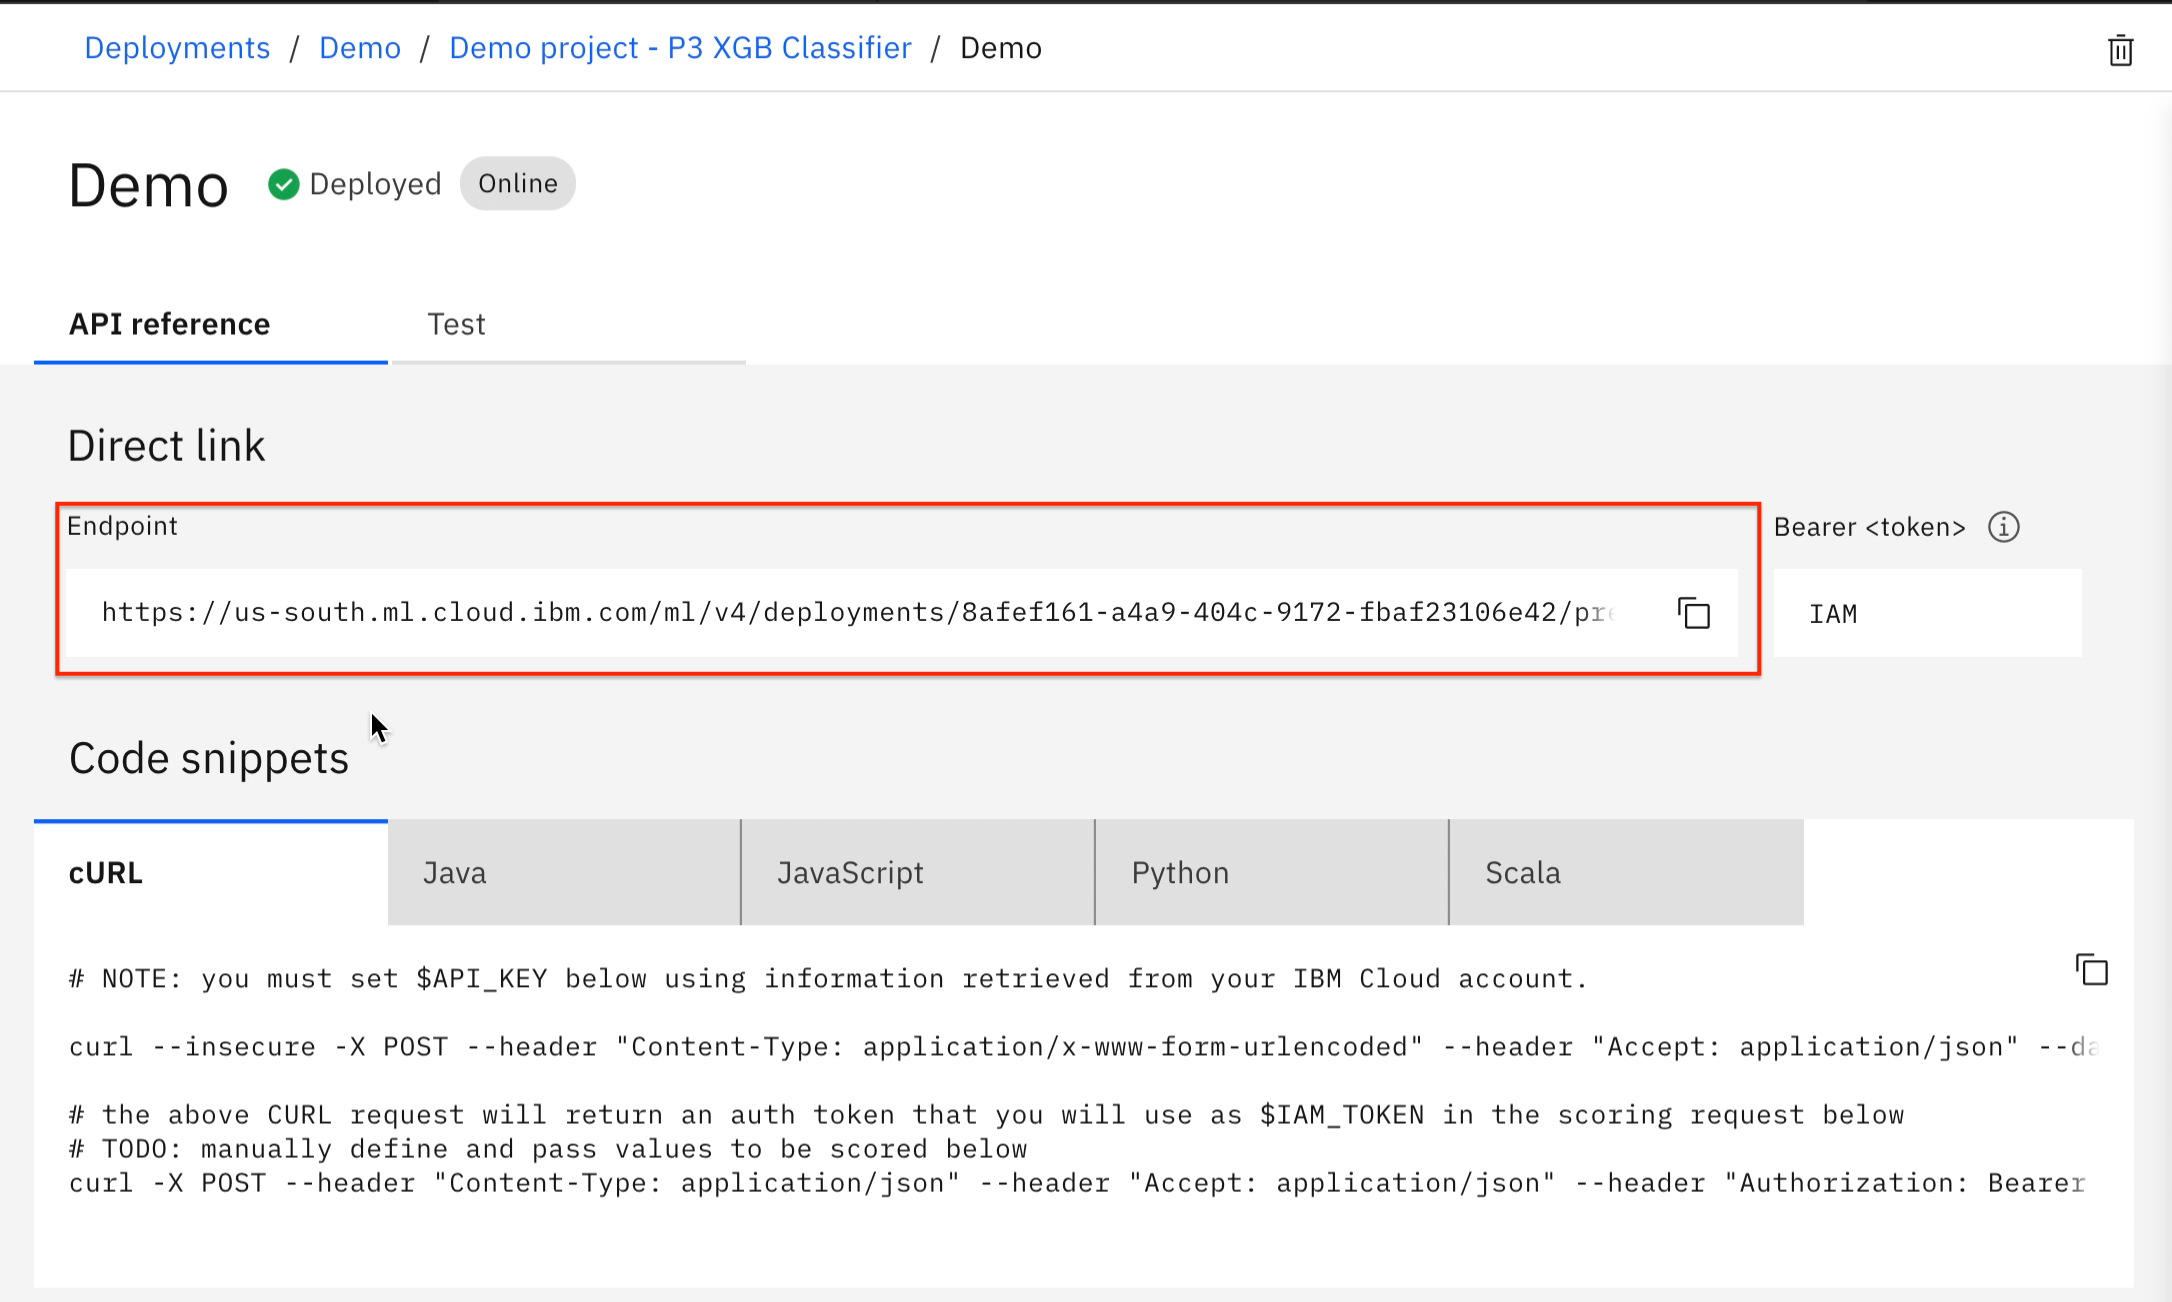 Deployments / Demo / Demo project - P3 XGB Classifier / Demo
Demo Deployed Online
API reference Test
Direct link
Endpoint Bearer <token>
https://us-south.ml.cloud.ibm.com/ml/v4/deployments/8afef161-a4a9-404c-9172-fbaf23106e42/pre IAM
Code snippets
cURL Java JavaScript Python Scala
# NOTE: you must set $API_KEY below using information retrieved from your IBM Cloud account.
curl --insecure -X POST --header "Content-Type: application/x-www-form-urlencoded" --header "Accept: application/json" --da
# the above CURL request will return an auth token that you will use as $IAM_TOKEN in the scoring request below
# TODO: manually define and pass values to be scored below
curl -X POST --header "Content-Type: application/json" --header "Accept: application/json" --header "Authorization: Bearer